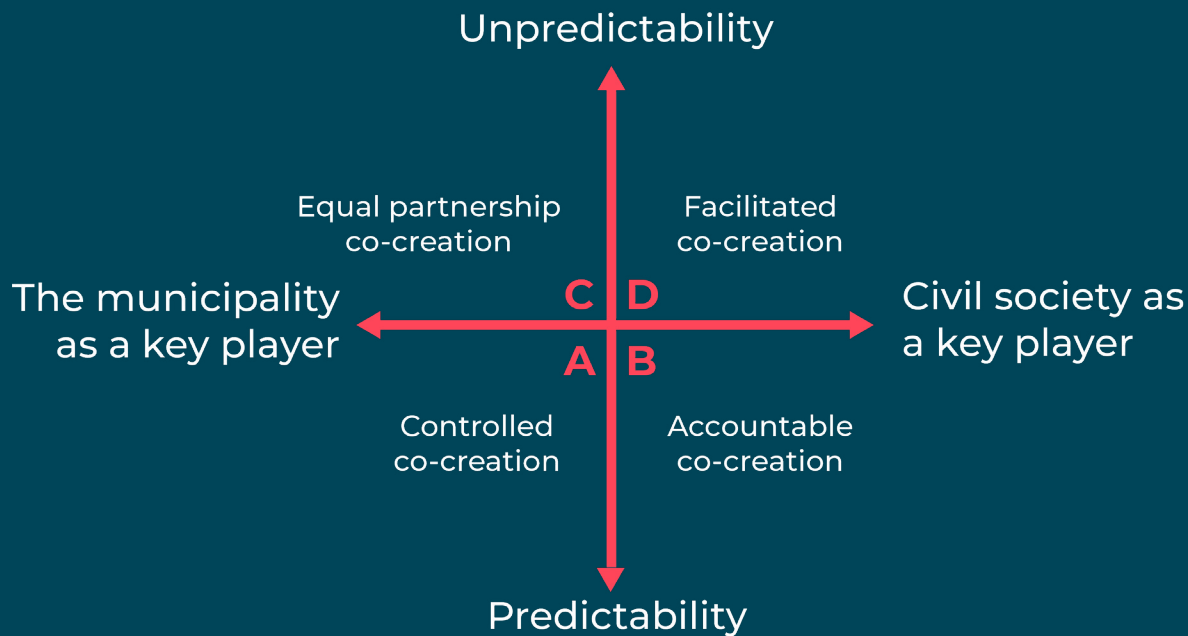 Unpredictability
Equal partnership
co-creation
Facilitated
co-creation
The municipality
as a key player
C D
A B
Civil society as
a key player
Controlled
co-creation
Accountable
co-creation
Predictability